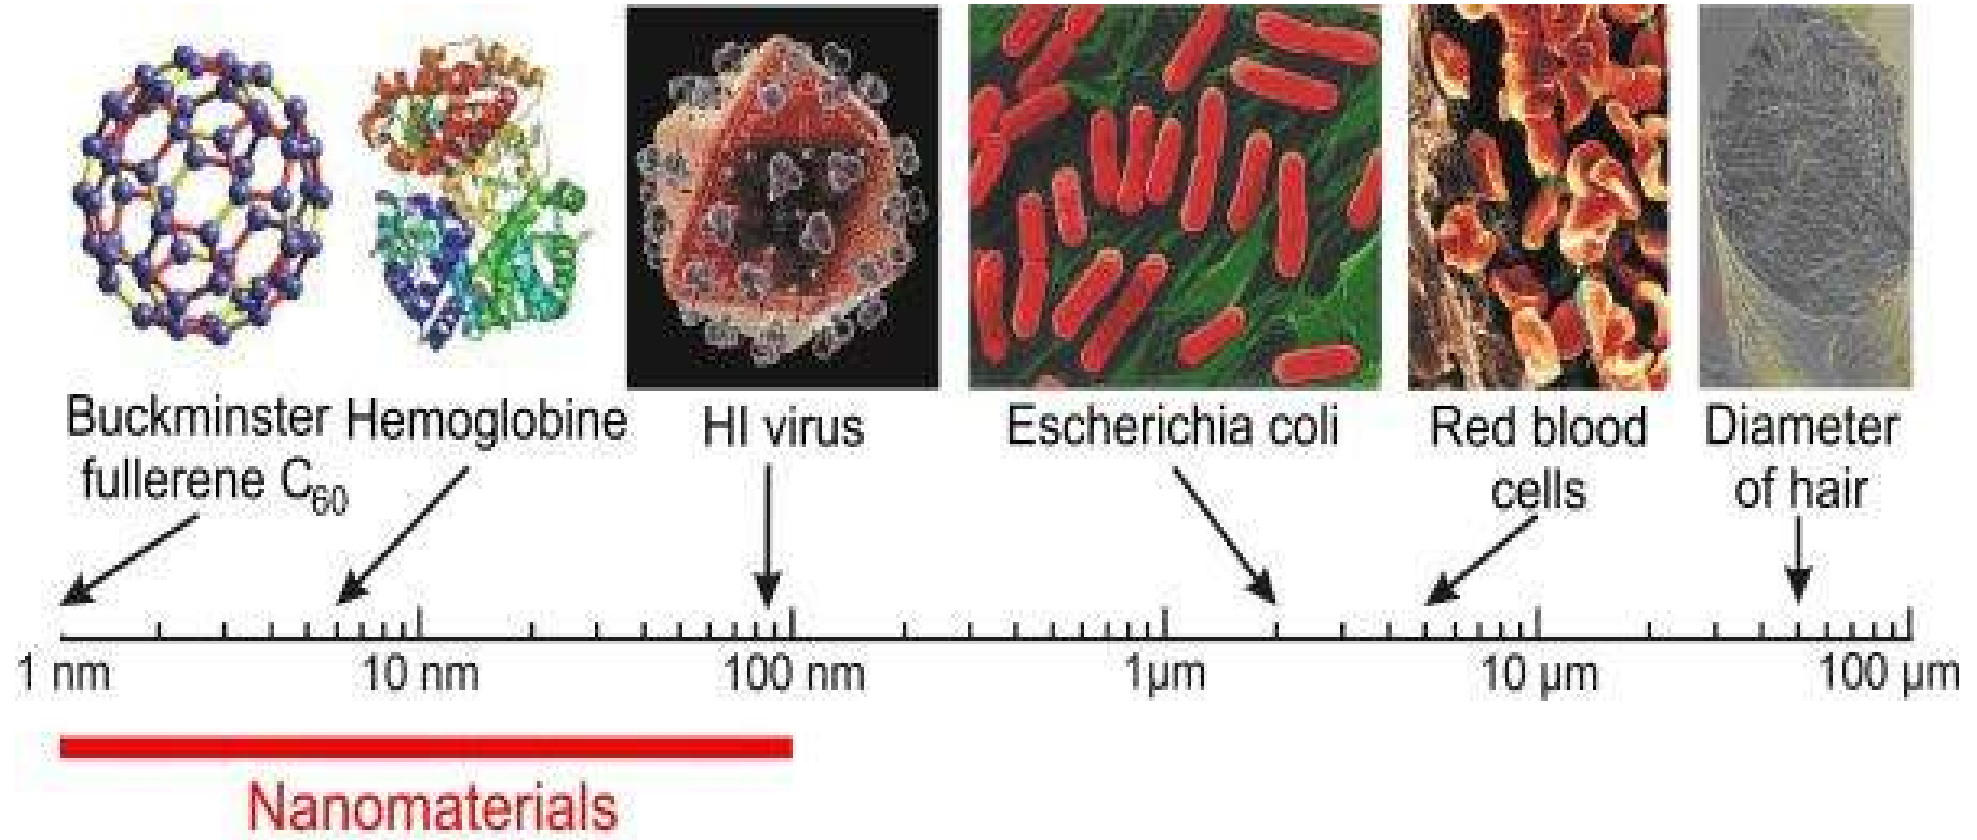 Buckminster
fullerene C60
Hemoglobine
HI virus
Escherichia coli
Red blood
cells
Diameter
of hair
1 nm
10 nm
100 nm
1µm
10 µm
100 µm
Nanomaterials